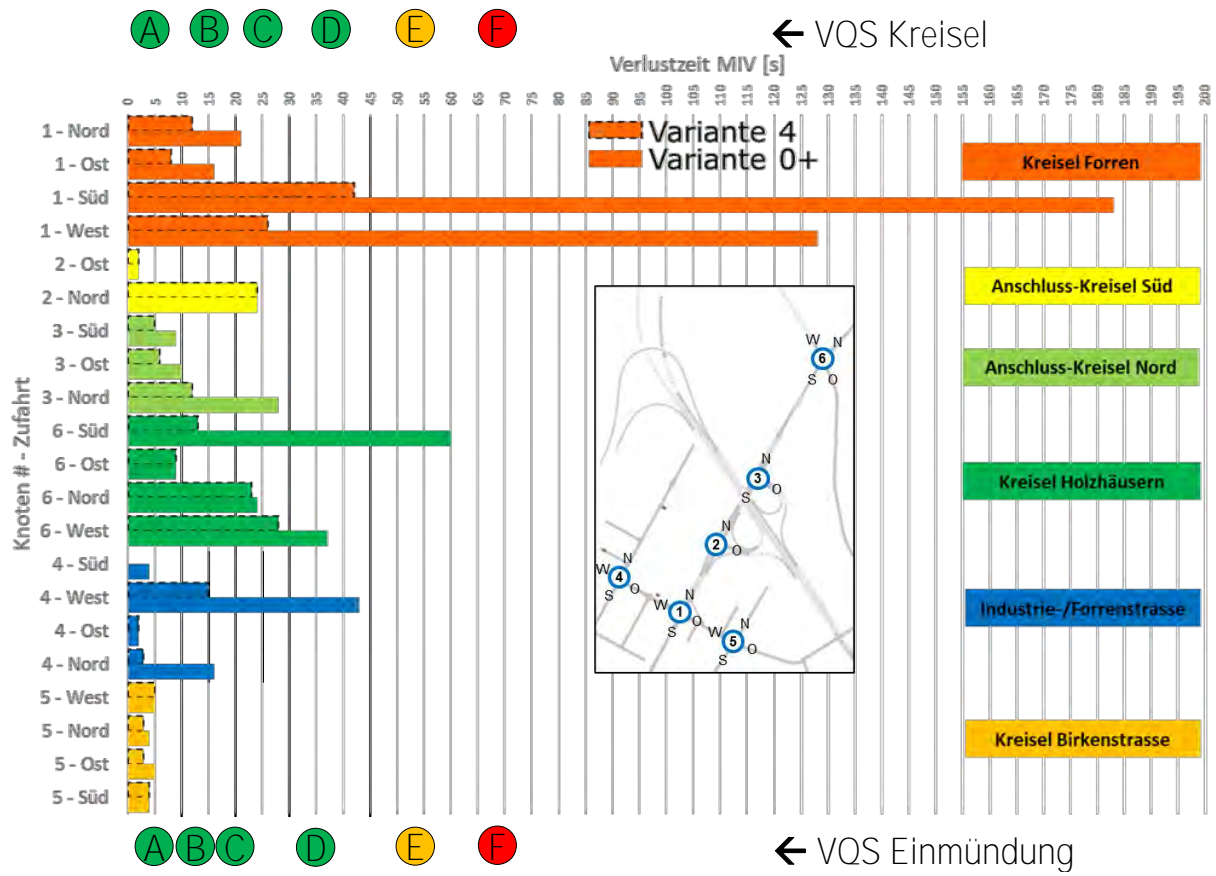 A B C D E F ← VQS Kreisel
Verlustzeit MIV [s]
0 5 10 15 20 25 30 35 40 45 50 55 60 65 70 75 80 85 90 95 100 105 110 115 120 125 130 135 140 145 150 155 160 165 170 175 180 185 190 195 200
Knoten # - Zufahrt
1 - Nord
1 - Ost
1 - Süd
1 - West
2 - Ost
2 - Nord
3 - Süd
3 - Ost
3 - Nord
6 - Süd
6 - Ost
6 - Nord
6 - West
4 - Süd
4 - West
4 - Ost
4 - Nord
5 - West
5 - Nord
5 - Ost
5 - Süd
Variante 4
Variante 0+
Kreisel Forren
Anschluss-Kreisel Süd
Anschluss-Kreisel Nord
Kreisel Holzhäusern
Industrie-/Forrenstrasse
Kreisel Birkenstrasse
W N
6
S O
N
3
O
S
N
2
O
W N
4
S O
W N
1
S O
W N
5
S O
A B C D E F ← VQS Einmündung